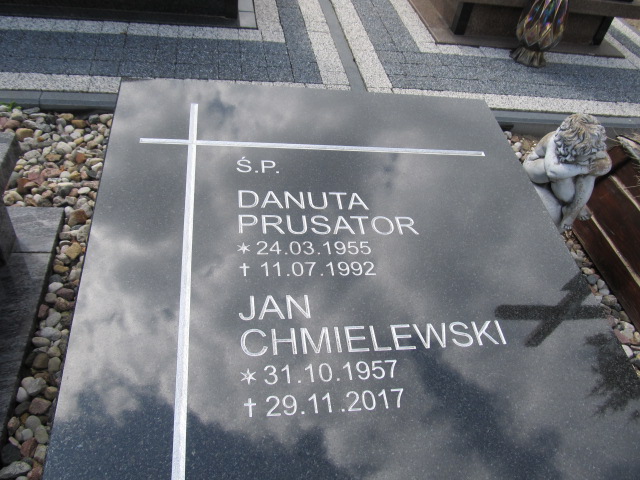 Ś.P.
DANUTA
PRUSATOR
✶ 24.03.1955
† 11.07.1992
JAN
CHMIELEWSKI
✶ 31.10.1957
† 29.11.2017